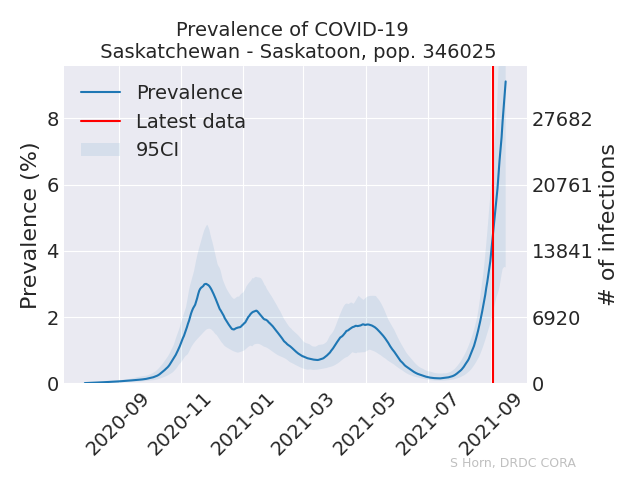 Prevalence of COVID-19
Saskatchewan - Saskatoon, pop. 346025
Prevalence
Latest data
95CI
Prevalence (%)
8
6
4
2
0
27682
20761
13841
6920
0
# of infections
2020-09
2020-11
2021-01
2021-03
2021-05
2021-07
2021-09
S Horn, DRDC CORA